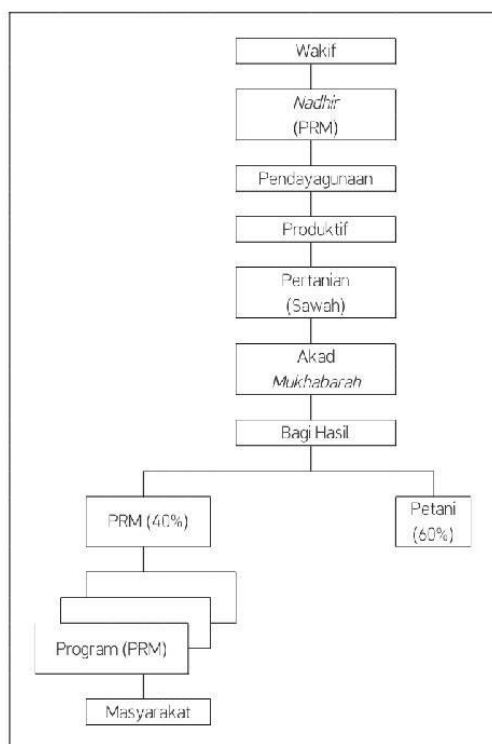 Wakif
Nadhir
(PRM)
Pendayagunaan
Produktif
Pertanian
(Sawah)
Akad
Mukhabarah
Bagi Hasil
PRM (40%)
Petani
(60%)
Program (PRM)
Masyarakat